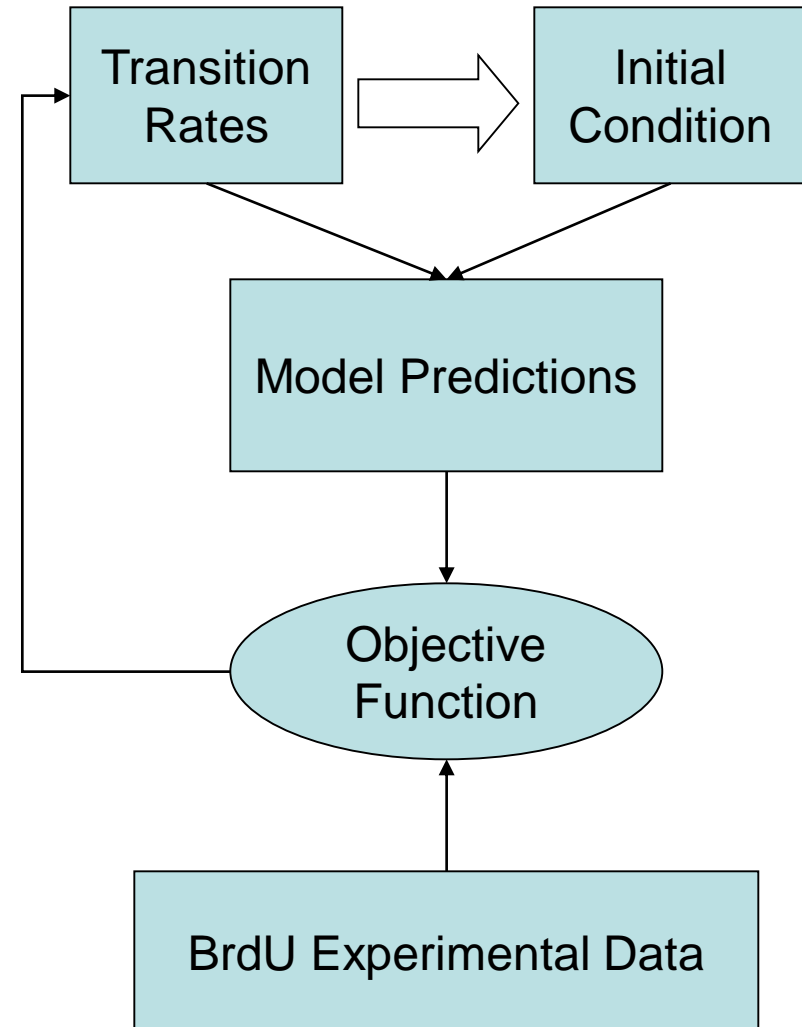 Transition
Rates
Initial
Condition
Model Predictions
Objective
Function
BrdU Experimental Data